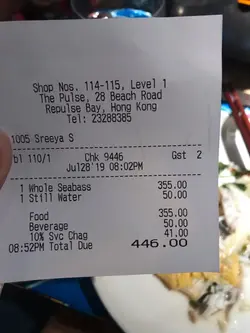 Shop Nos. 114-115, Level 1
The Pulse, 28 Beach Road
Repulse Bay, Hong Kong
Tel: 23288385
1005 Sreeya S
bl 110/1 Chk 9446 Gst 2
Jul28'19 08:02PM
1 Whole Seabass 355.00
1 Still Water 50.00
Food 355.00
Beverage 50.00
10% Svc Chag 41.00
08:52PM Total Due 446.00